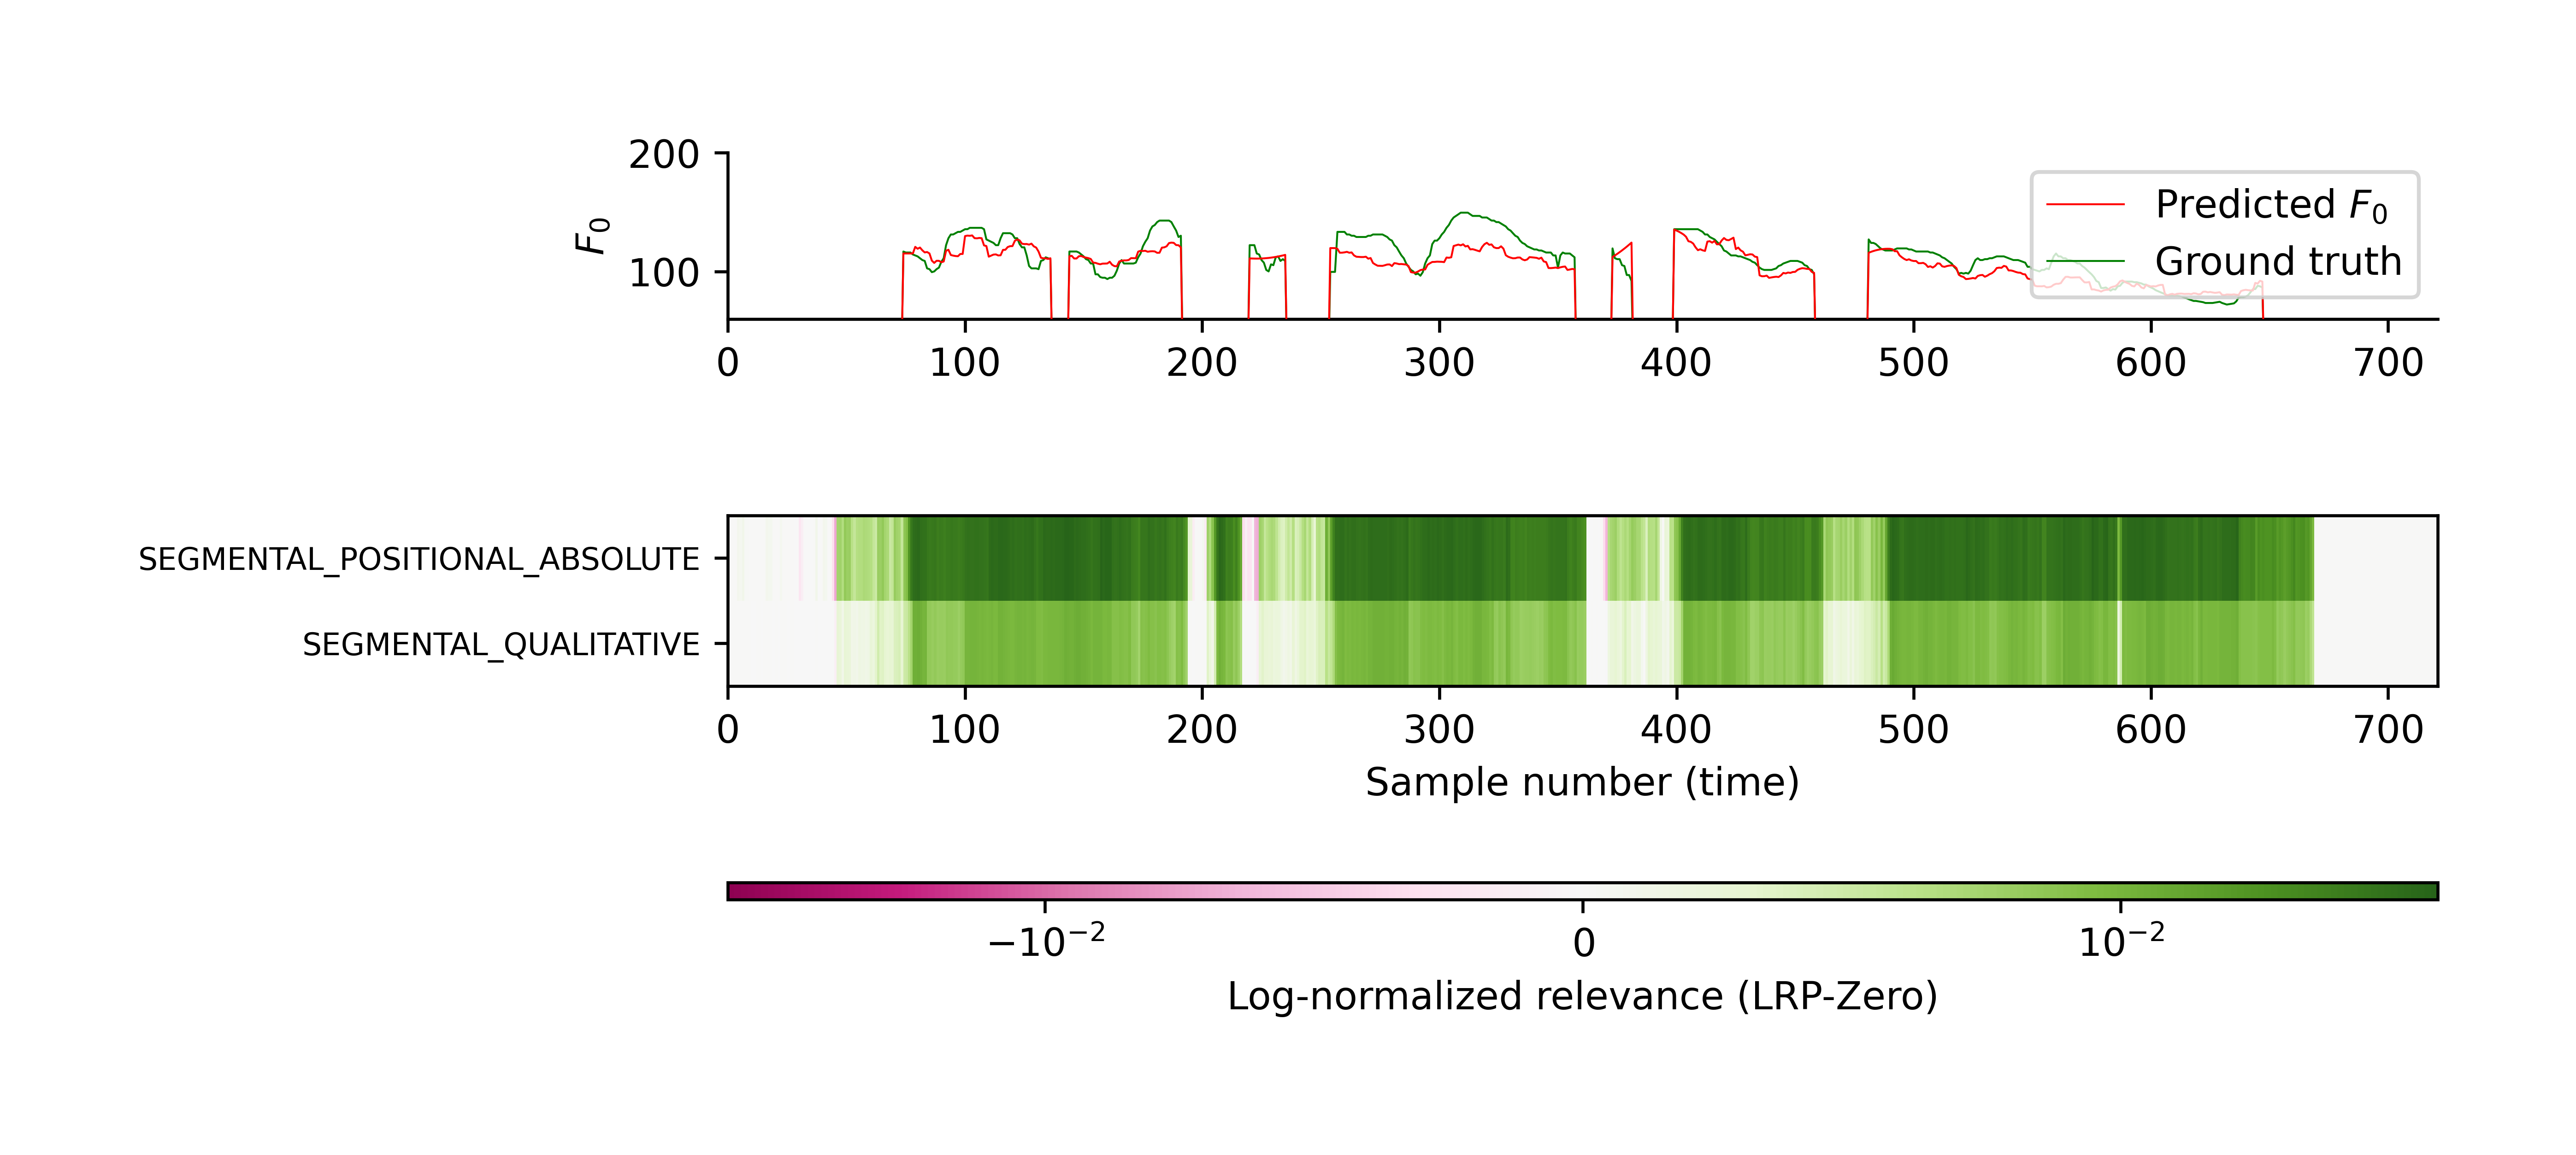 200
100
F₀
0 100 200 300 400 500 600 700
Predicted F₀
Ground truth
SEGMENTAL_POSITIONAL_ABSOLUTE
SEGMENTAL_QUALITATIVE
0 100 200 300 400 500 600 700
Sample number (time)
−10⁻² 0 10⁻²
Log-normalized relevance (LRP-Zero)